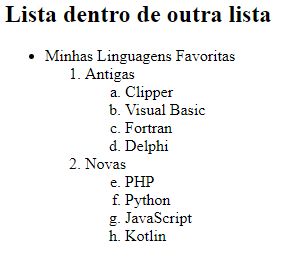 Lista dentro de outra lista
• Minhas Linguagens Favoritas
1. Antigas
a. Clipper
b. Visual Basic
c. Fortran
d. Delphi
2. Novas
e. PHP
f. Python
g. JavaScript
h. Kotlin